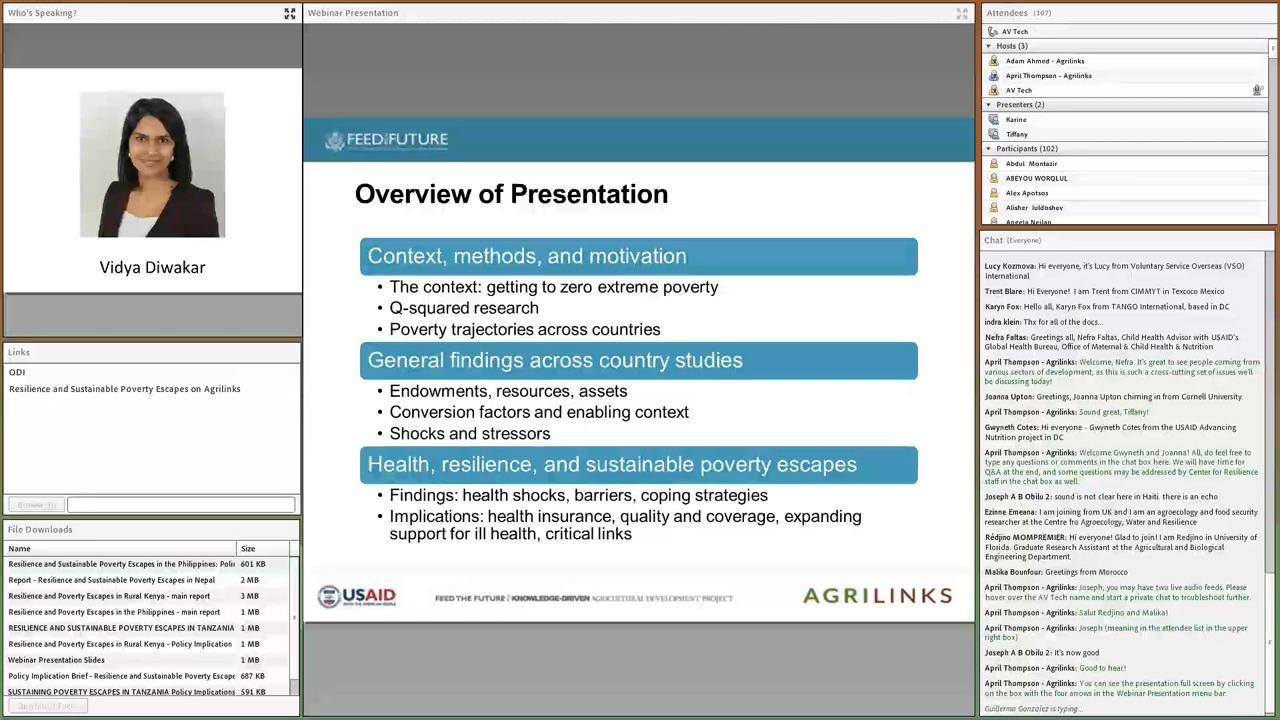 Who's Speaking?
Vidya Diwakar
Links
ODI
Resilience and Sustainable Poverty Escapes on Agrilinks
File Downloads
Name
Size
Resilience and Sustainable Poverty Escapes in the Philippines: Poli
601 KB
Report - Resilience and Sustainable Poverty Escapes in Nepal
2 MB
Resilience and Poverty Escapes in Rural Kenya - main report
3 MB
Resilience and Poverty Escapes in the Philippines - main report
1 MB
RESILIENCE AND SUSTAINABLE POVERTY ESCAPES IN TANZANIA
1 MB
Resilience and Poverty Escapes in Rural Kenya - Policy Implication
1 MB
Webinar Presentation Slides
1 MB
Policy Implication Brief - Resilience and Sustainable Poverty Escape
687 KB
SUSTAINING POVERTY ESCAPES IN TANZANIA Policy Implications
591 KB
Webinar Presentation
FEED THE FUTURE
Overview of Presentation
Context, methods, and motivation
• The context: getting to zero extreme poverty
• Q-squared research
• Poverty trajectories across countries
General findings across country studies
• Endowments, resources, assets
• Conversion factors and enabling context
• Shocks and stressors
Health, resilience, and sustainable poverty escapes
• Findings: health shocks, barriers, coping strategies
• Implications: health insurance, quality and coverage, expanding
support for ill health, critical links
USAID
FROM THE AMERICAN PEOPLE
FEED THE FUTURE | KNOWLEDGE-DRIVEN AGRICULTURAL DEVELOPMENT PROJECT
AGRILINKS
Attendees (107)
AV Tech
Hosts (3)
Adam Ahmed - Agrilinks
April Thompson - Agrilinks
AV Tech
Presenters (2)
Karine
Tiffany
Participants (102)
Abdul Montazir
ABEYOU WORQLUL
Alex Apotsos
Alisher Juldoshev
Angela Neilan
Chat (Everyone)
Lucy Kozmova: Hi everyone, it's Lucy from Voluntary Service Overseas (VSO)
International
Trent Blare: Hi Everyone! I am Trent from CIMMYT in Texcoco Mexico
Karyn Fox: Hello all, Karyn Fox from TANGO International, based in DC
indra klein: Thx for all of the docs...
Nefra Faltas: Greetings all, Nefra Faltas, Child Health Advisor with USAID's
Global Health Bureau, Office of Maternal & Child Health & Nutrition
April Thompson - Agrilinks: Welcome, Nefra. It's great to see people coming from
various sectors of development, as this is such a cross-cutting set of issues we'll
be discussing today!
Joanna Upton: Greetings, Joanna Upton chiming in from Cornell University.
April Thompson - Agrilinks: Sound great, Tiffany!
Gwyneth Cotes: Hi everyone - Gwyneth Cotes from the USAID Advancing
Nutrition project in DC
April Thompson - Agrilinks: Welcome Gwyneth and Joanna! All, do feel free to
type any questions or comments in the chat box here. We will have time for
Q&A at the end, and some questions may be addressed by Center for Resilience
staff in the chat box as well.
Joseph A B Obilu 2: sound is not clear here in Haiti. there is an echo
Ezinne Emeana: I am joining from UK and I am an agroecology and food security
researcher at the Centre fro Agroecology, Water and Resilience
Rédjino MOMPREMIER: Hi everyone! Glad to join! I am Redjino in University of
Florida. Graduate Research Assistant at the Agricultural and Biological
Engineering Department.
Malika Bounfour: Greetings from Morocco
April Thompson - Agrilinks: Joseph, you may have two live audio feeds. Please
hover over the AV Tech name and start a private chat to troubleshoot further.
April Thompson - Agrilinks: Salut Redjino and Malika!
April Thompson - Agrilinks: Joseph (meaning in the attendee list in the upper
right box)
Joseph A B Obilu 2: It's now good
April Thompson - Agrilinks: Good to hear!
April Thompson - Agrilinks: You can see the presentation full screen by clicking
on the box with the four arrows in the Webinar Presentation menu bar.
Guillermo Gonzalez is typing...